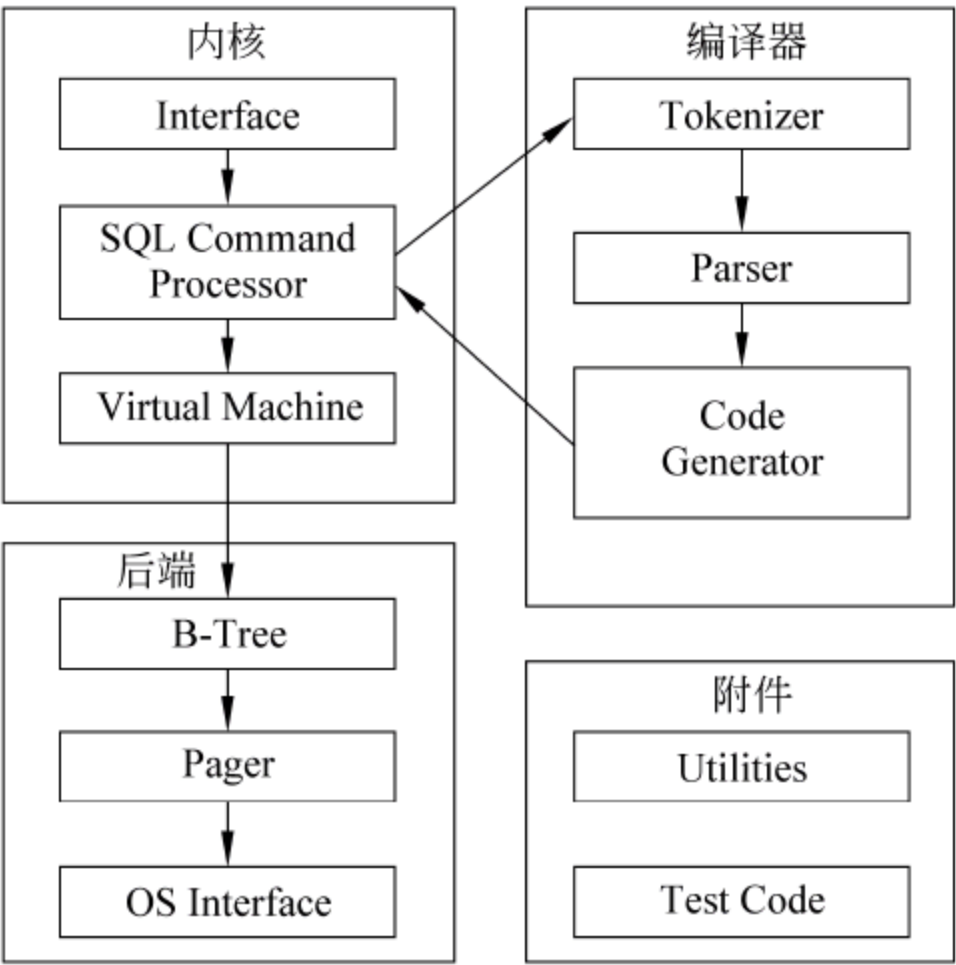 内核
Interface
SQL Command
Processor
Virtual Machine
编译器
Tokenizer
Parser
Code
Generator
后端
B-Tree
Pager
OS Interface
附件
Utilities
Test Code